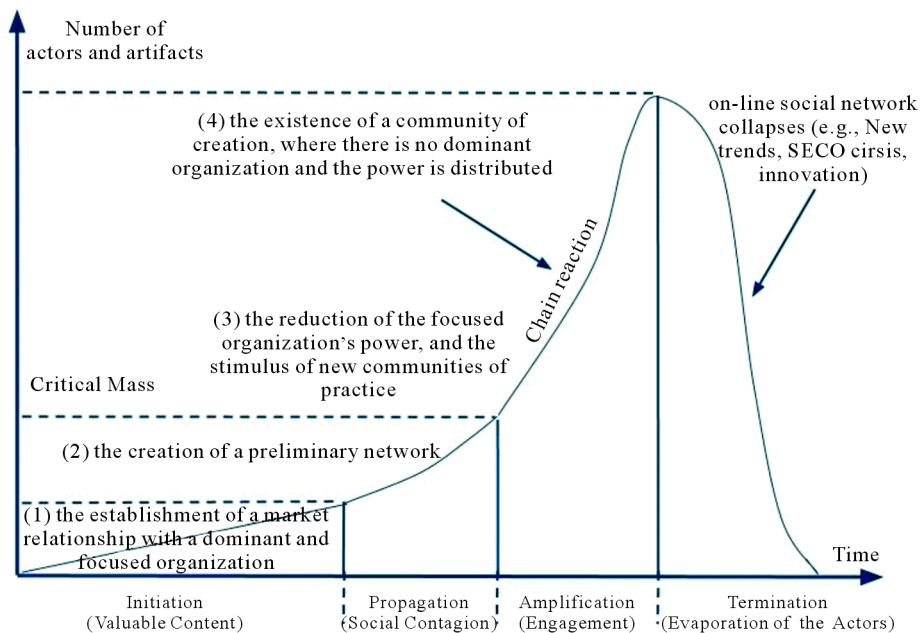 Number of
actors and artifacts
(4) the existence of a community of
creation, where there is no dominant
organization and the power is distributed
on-line social network
collapses (e.g., New
trends, SECO cirsis,
innovation)
Chain reaction
(3) the reduction of the focused
organization's power, and the
stimulus of new communities of
practice
Critical Mass
(2) the creation of a preliminary network
(1) the establishment of a market
relationship with a dominant and
focused organization
Time
Initiation
(Valuable Content)
Propagation
(Social Contagion)
Amplification
(Engagement)
Termination
(Evaporation of the Actors)